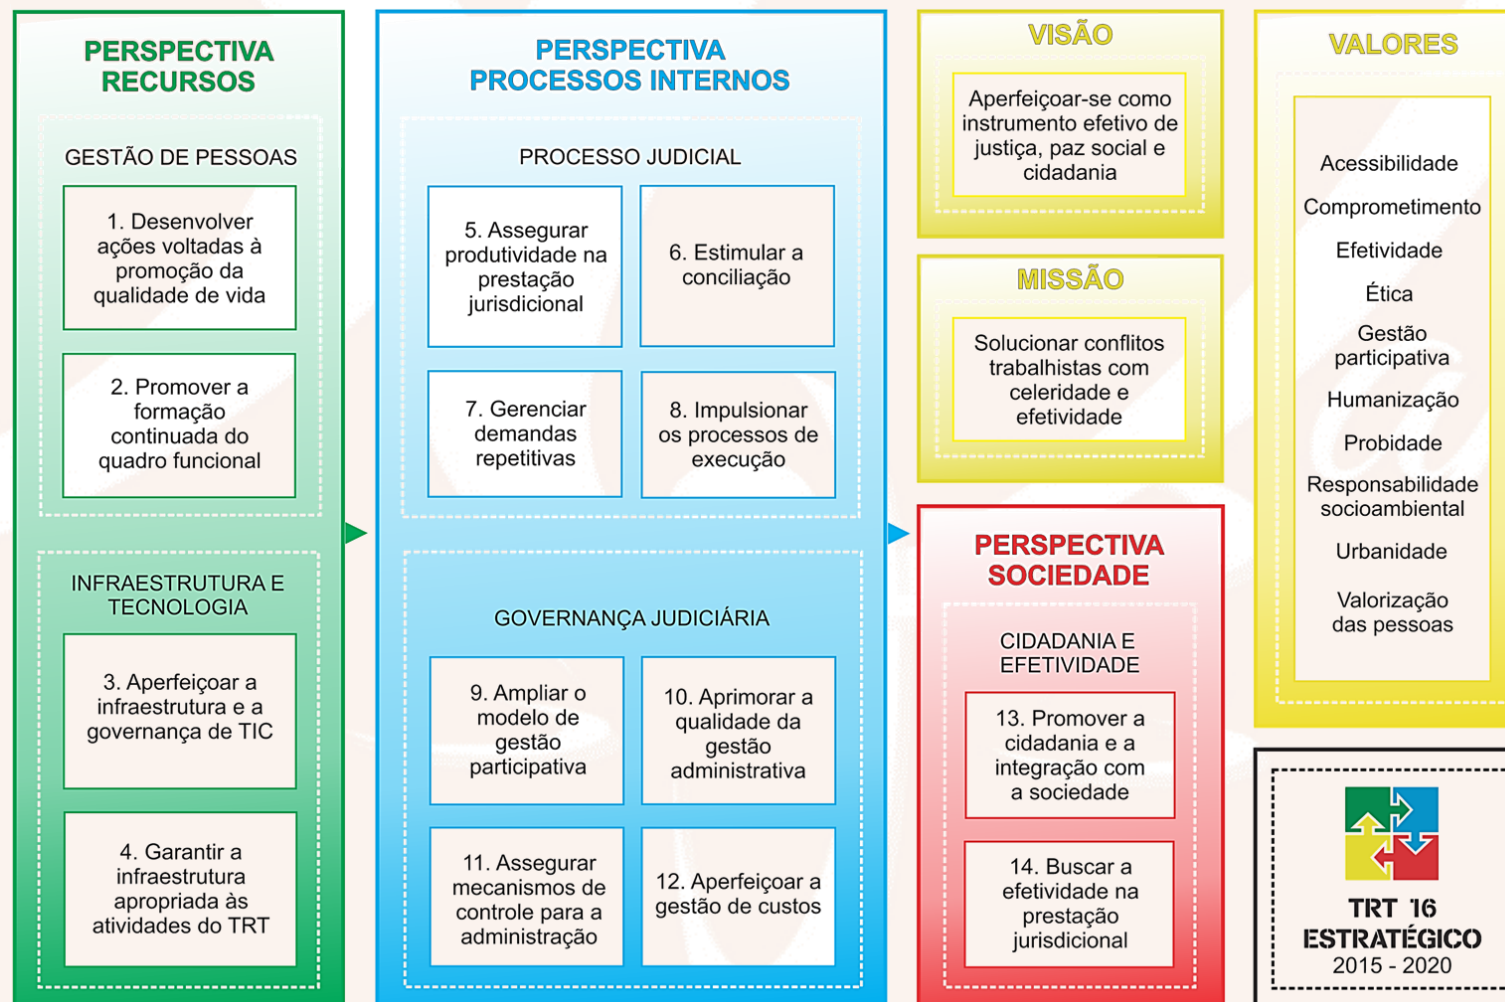 PERSPECTIVA
RECURSOS
GESTÃO DE PESSOAS
1. Desenvolver
ações voltadas à
promoção da
qualidade de vida
2. Promover a
formação
continuada do
quadro funcional
INFRAESTRUTURA E
TECNOLOGIA
3. Aperfeiçoar a
infraestrutura e a
governança de TIC
4. Garantir a
infraestrutura
apropriada às
atividades do TRT
PERSPECTIVA
PROCESSOS INTERNOS
PROCESSO JUDICIAL
5. Assegurar
produtividade na
prestação
jurisdicional
6. Estimular a
conciliação
7. Gerenciar
demandas
repetitivas
8. Impulsionar
os processos de
execução
GOVERNANÇA JUDICIÁRIA
9. Ampliar o
modelo de
gestão
participativa
10. Aprimorar a
qualidade da
gestão
administrativa
11. Assegurar
mecanismos de
controle para a
administração
12. Aperfeiçoar a
gestão de custos
VISÃO
Aperfeiçoar-se como
instrumento efetivo de
justiça, paz social e
cidadania
MISSÃO
Solucionar conflitos
trabalhistas com
celeridade e
efetividade
PERSPECTIVA
SOCIEDADE
CIDADANIA E
EFETIVIDADE
13. Promover a
cidadania e a
integração com
a sociedade
14. Buscar a
efetividade na
prestação
jurisdicional
VALORES
Acessibilidade
Comprometimento
Efetividade
Ética
Gestão
participativa
Humanização
Probidade
Responsabilidade
socioambiental
Urbanidade
Valorização
das pessoas
TRT 16
ESTRATÉGICO
2015 - 2020